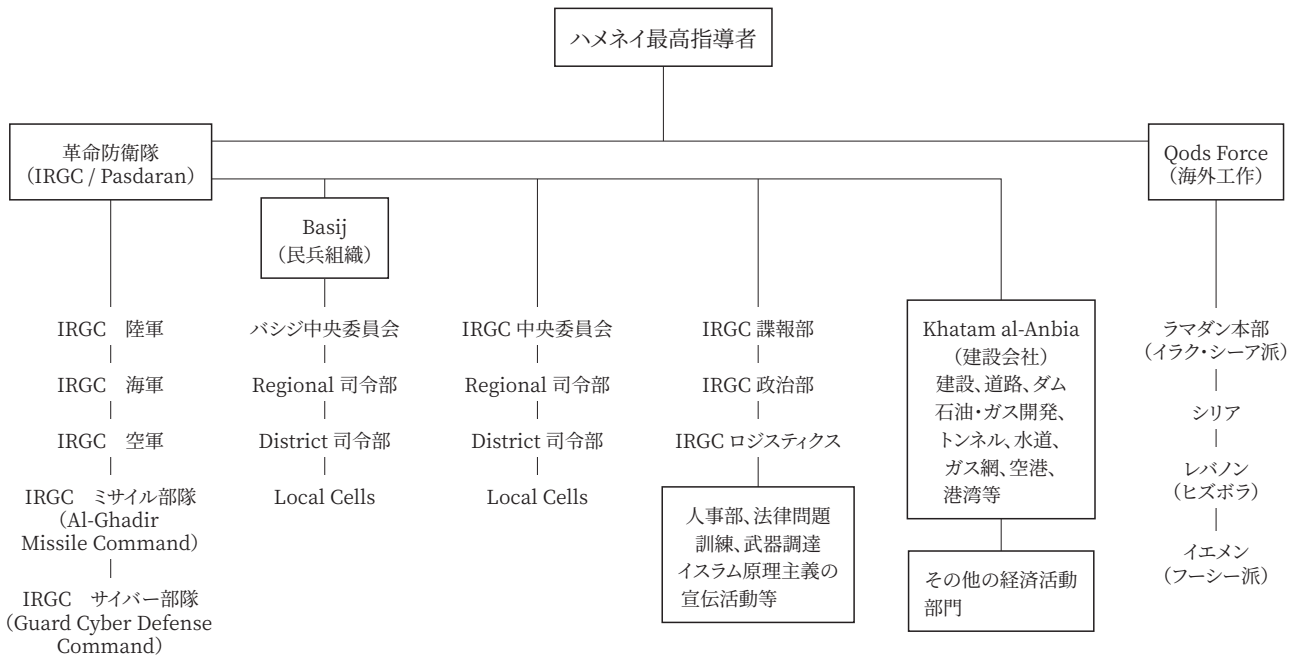 ハメネイ最高指導者
革命防衛隊
（IRGC / Pasdaran）
Qods Force
（海外工作）
Basij
（民兵組織）
IRGC　陸軍
IRGC　海軍
IRGC　空軍
IRGC　ミサイル部隊
（Al-Ghadir
Missile Command）
IRGC　サイバー部隊
（Guard Cyber Defense
Command）
バシジ中央委員会
Regional 司令部
District 司令部
Local Cells
IRGC 中央委員会
Regional 司令部
District 司令部
Local Cells
IRGC 諜報部
IRGC 政治部
IRGC ロジスティクス
人事部、法律問題
訓練、武器調達
イスラム原理主義の
宣伝活動等
Khatam al-Anbia
（建設会社）
建設、道路、ダム
石油・ガス開発、
トンネル、水道、
ガス網、空港、
港湾等
その他の経済活動
部門
ラマダン本部
（イラク・シーア派）
シリア
レバノン
（ヒズボラ）
イエメン
（フーシー派）